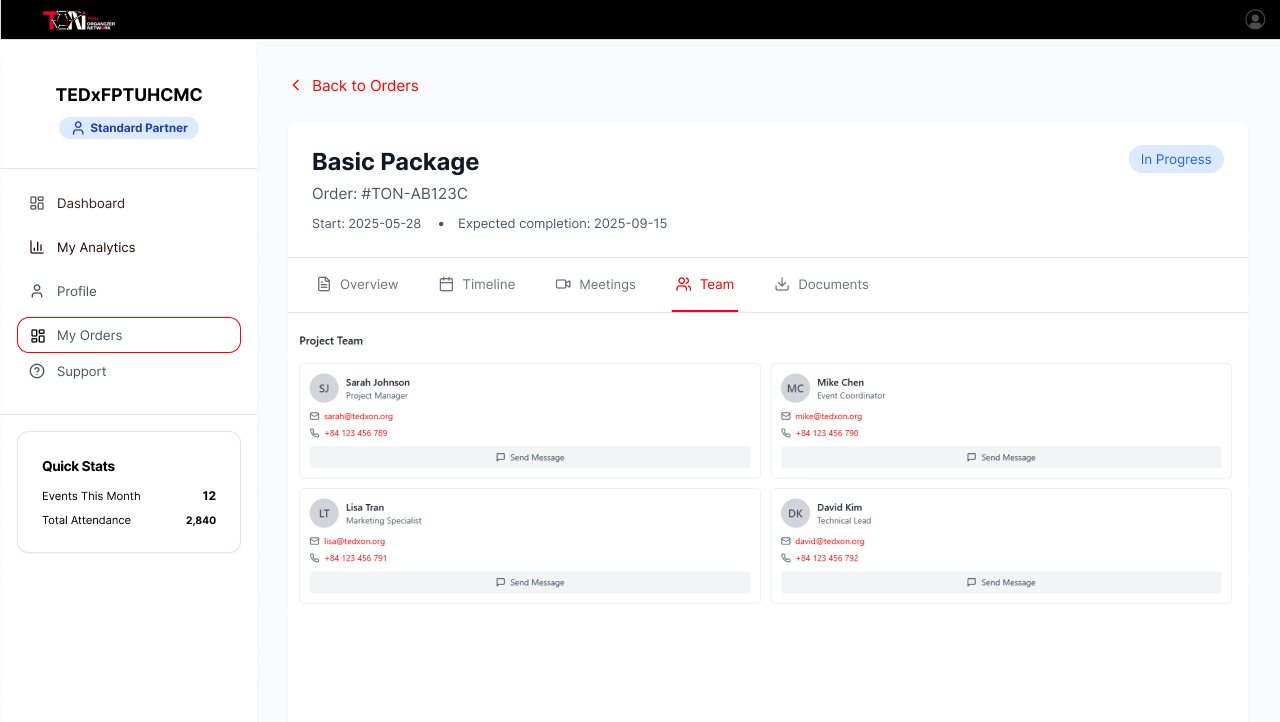 TEDx
ORGANIZER
NETWORK
TEDxFPTUHCMC
Standard Partner
Dashboard
My Analytics
Profile
My Orders
Support
Quick Stats
Events This Month 12
Total Attendance 2,840
Back to Orders
Basic Package
In Progress
Order: #TON-AB123C
Start: 2025-05-28 • Expected completion: 2025-09-15
Overview Timeline Meetings Team Documents
Project Team
SJ
Sarah Johnson
Project Manager
sarah@tedxon.org
+84 123 456 789
Send Message
MC
Mike Chen
Event Coordinator
mike@tedxon.org
+84 123 456 790
Send Message
LT
Lisa Tran
Marketing Specialist
lisa@tedxon.org
+84 123 456 791
Send Message
DK
David Kim
Technical Lead
david@tedxon.org
+84 123 456 792
Send Message